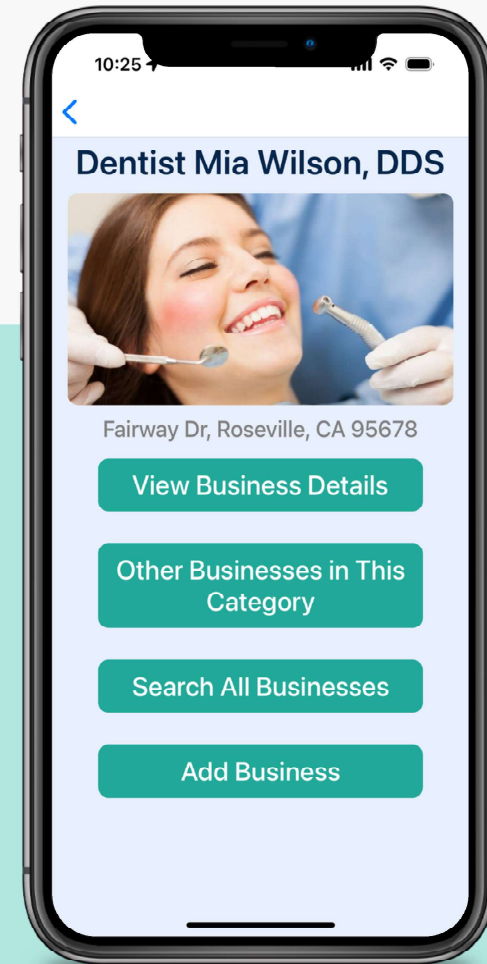 10:25
Dentist Mia Wilson, DDS
Fairway Dr, Roseville, CA 95678
View Business Details
Other Businesses in This
Category
Search All Businesses
Add Business